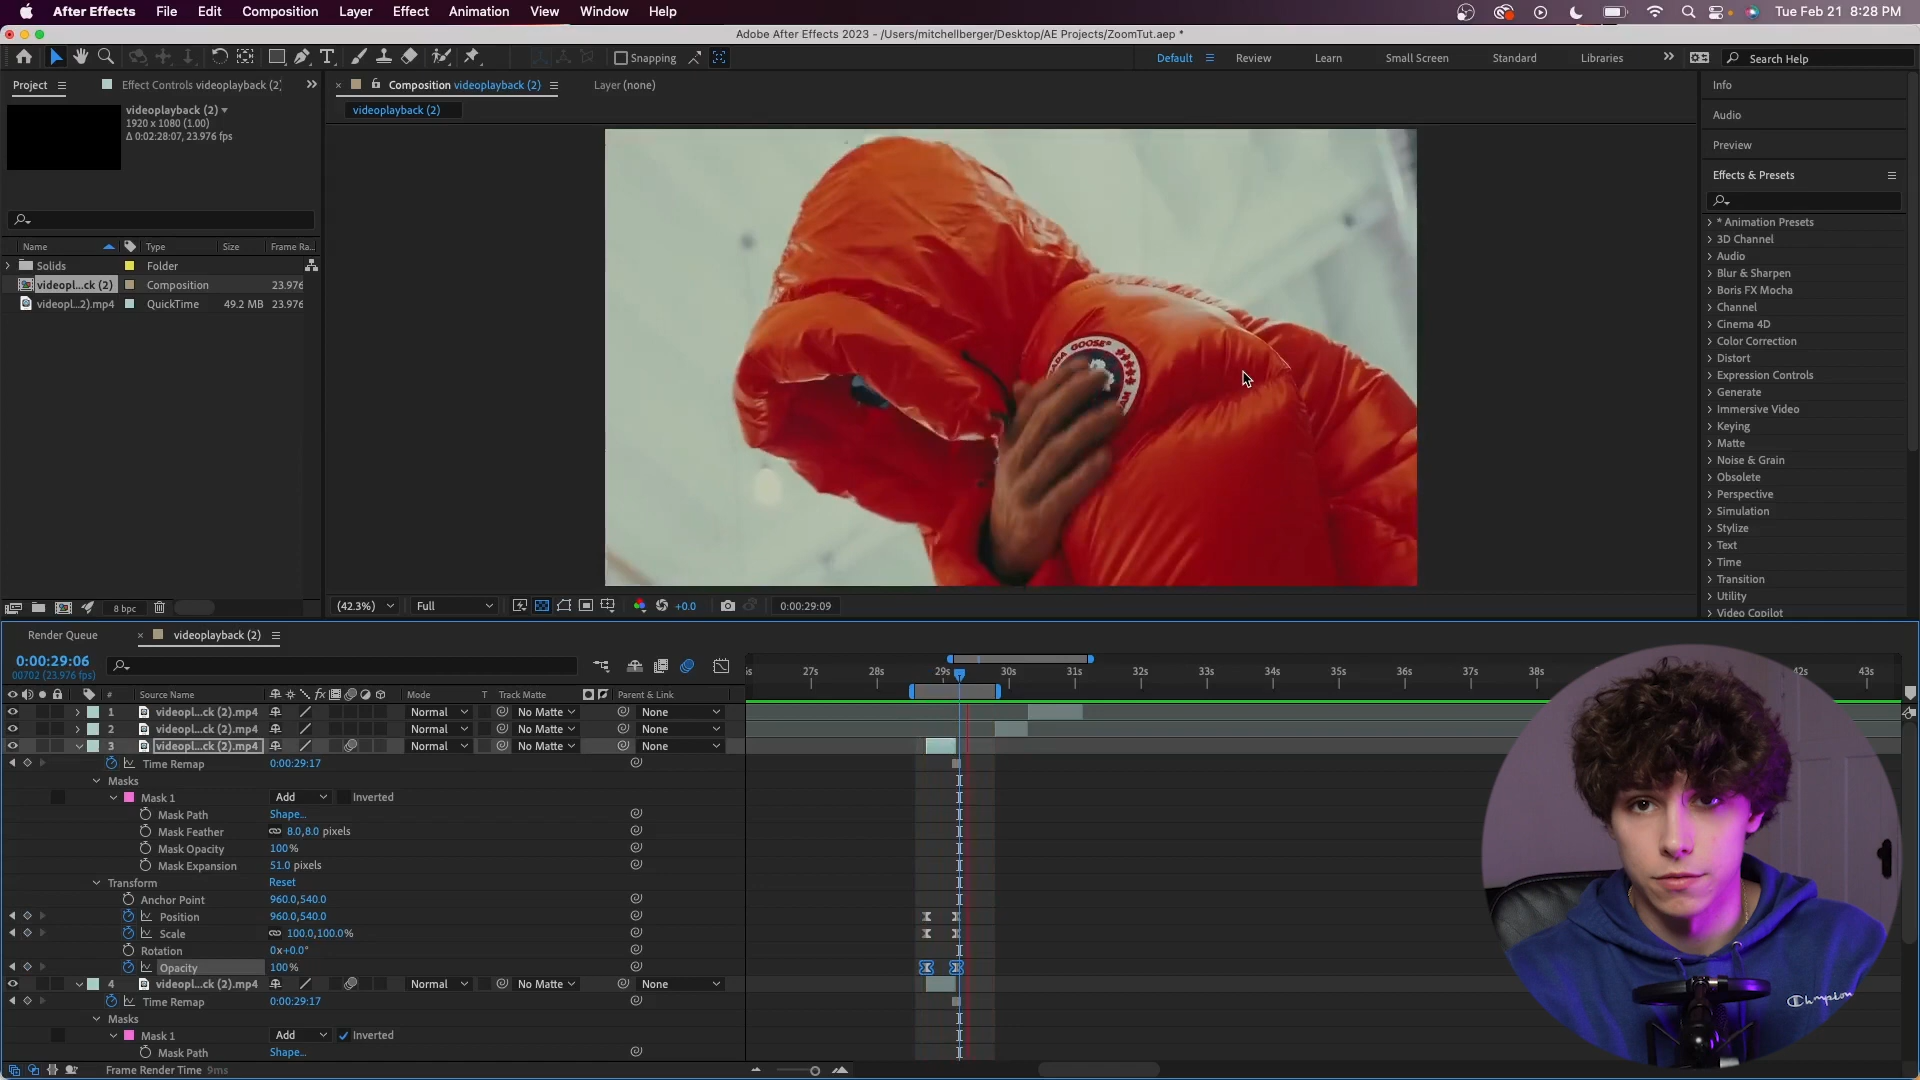 After Effects File Edit Composition Layer Effect Animation View Window Help Tue Feb 21 8:28 PM
Adobe After Effects 2023 - /Users/mitchellberger/Desktop/AE Projects/ZoomTut.aep *
Snapping Default Review Learn Small Screen Standard Libraries Search Help
Project Effect Controls videoplayback (2) Composition videoplayback (2) Layer (none) Info
videoplayback (2)
1920 x 1080 (1.00)
Δ 0:02:28:07, 23.976 fps
videoplayback (2)
Audio
Preview
Effects & Presets
* Animation Presets
3D Channel
Audio
Blur & Sharpen
Boris FX Mocha
Channel
Cinema 4D
Color Correction
Distort
Expression Controls
Generate
Immersive Video
Keying
Matte
Noise & Grain
Obsolete
Perspective
Simulation
Stylize
Text
Time
Transition
Utility
Video Copilot
Name Type Size Frame Ra...
Solids Folder
videopl...ck (2) Composition 23.976
videopl...2).mp4 QuickTime 49.2 MB 23.976
ADA GOOSE
8 bpc (42.3%) Full +0.0 0:00:29:09
Render Queue videoplayback (2)
0:00:29:06
00702 (23.976 fps)
27s 28s 29s 30s 31s 32s 33s 34s 35s 36s 37s 38s 42s 43s
# Source Name Mode T Track Matte Parent & Link
1 videopl...ck (2).mp4 Normal No Matte None
2 videopl...ck (2).mp4 Normal No Matte None
3 videopl...ck (2).mp4 Normal No Matte None
Time Remap 0:00:29:17
Masks
Mask 1 Add Inverted
Mask Path Shape...
Mask Feather 8.0,8.0 pixels
Mask Opacity 100%
Mask Expansion 51.0 pixels
Transform Reset
Anchor Point 960.0,540.0
Position 960.0,540.0
Scale 100.0,100.0%
Rotation 0x+0.0°
Opacity 100%
4 videopl...ck (2).mp4 Normal No Matte None
Time Remap 0:00:29:17
Masks
Mask 1 Add Inverted
Mask Path Shape...
Frame Render Time 9ms
Champion